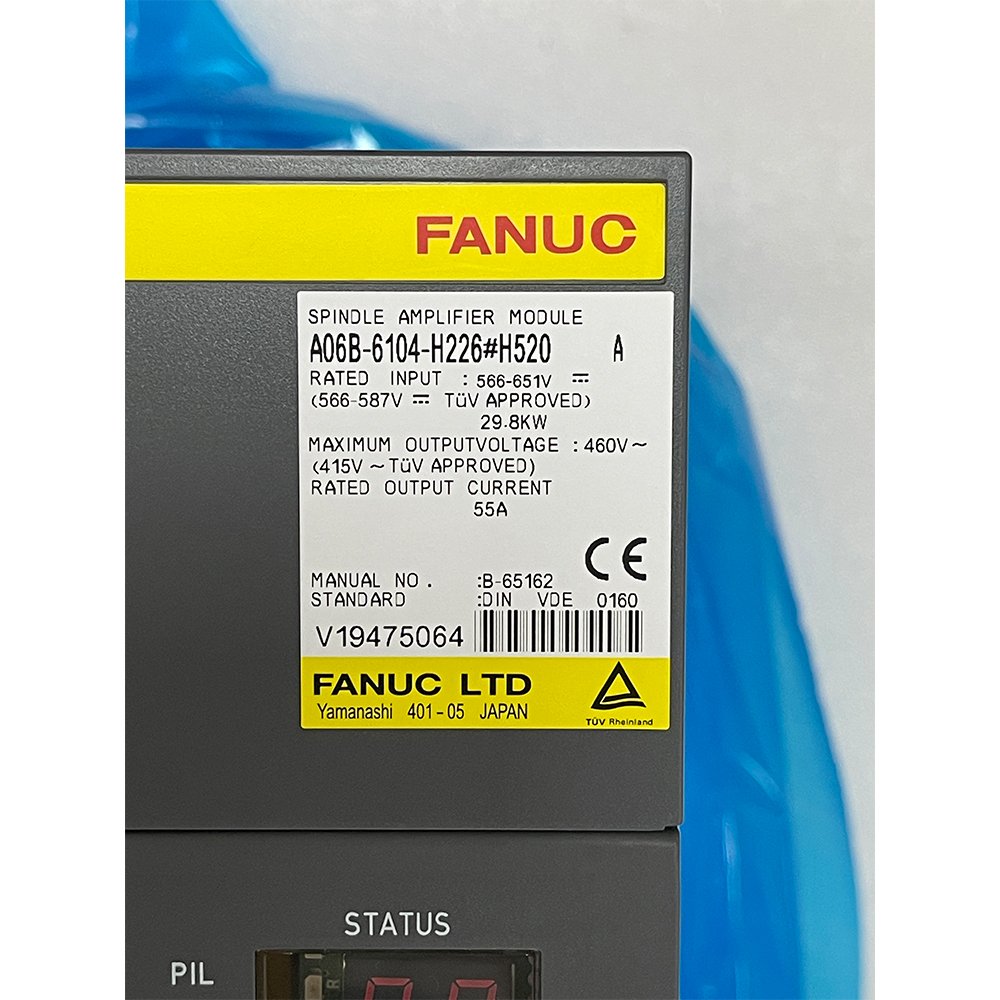 FANUC
SPINDLE AMPLIFIER MODULE
A06B-6104-H226#H520 A
RATED INPUT : 566-651V ⎓
(566-587V ⎓ TüV APPROVED)
29.8KW
MAXIMUM OUTPUTVOLTAGE : 460V~
(415V ~ TüV APPROVED)
RATED OUTPUT CURRENT
55A
CE
MANUAL NO. :B-65162
STANDARD :DIN VDE 0160
V19475064
FANUC LTD
Yamanashi 401-05 JAPAN
TÜV Rheinland
STATUS
PIL